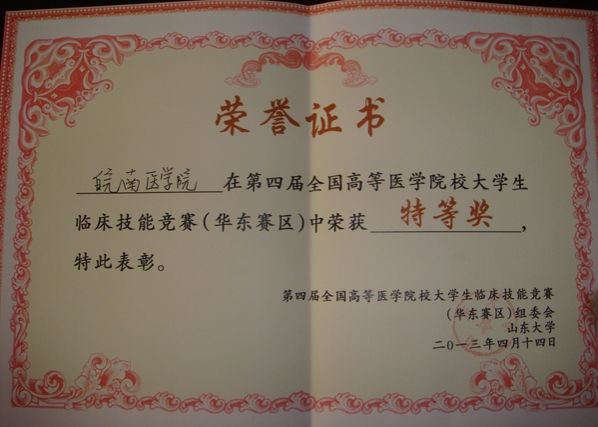 荣誉证书
皖南医学院 在第四届全国高等医学院校大学生
临床技能竞赛(华东赛区)中荣获 特等奖,
特此表彰。
第四届全国高等医学院校大学生临床技能竞赛
(华东赛区)组委会
山东大学
二〇一三年四月十四日